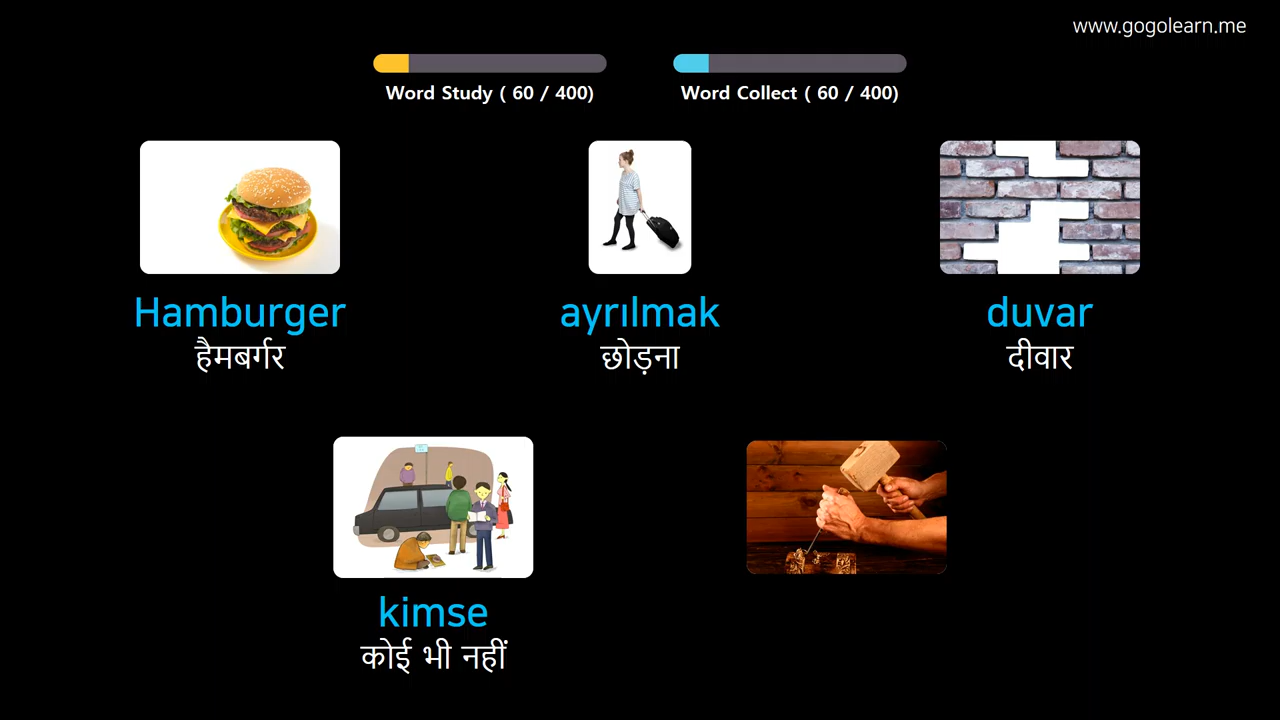 www.gogolearn.me
Word Study ( 60 / 400)
Word Collect ( 60 / 400)
Hamburger
हैमबर्गर
ayrılmak
छोड़ना
duvar
दीवार
kimse
कोई भी नहीं